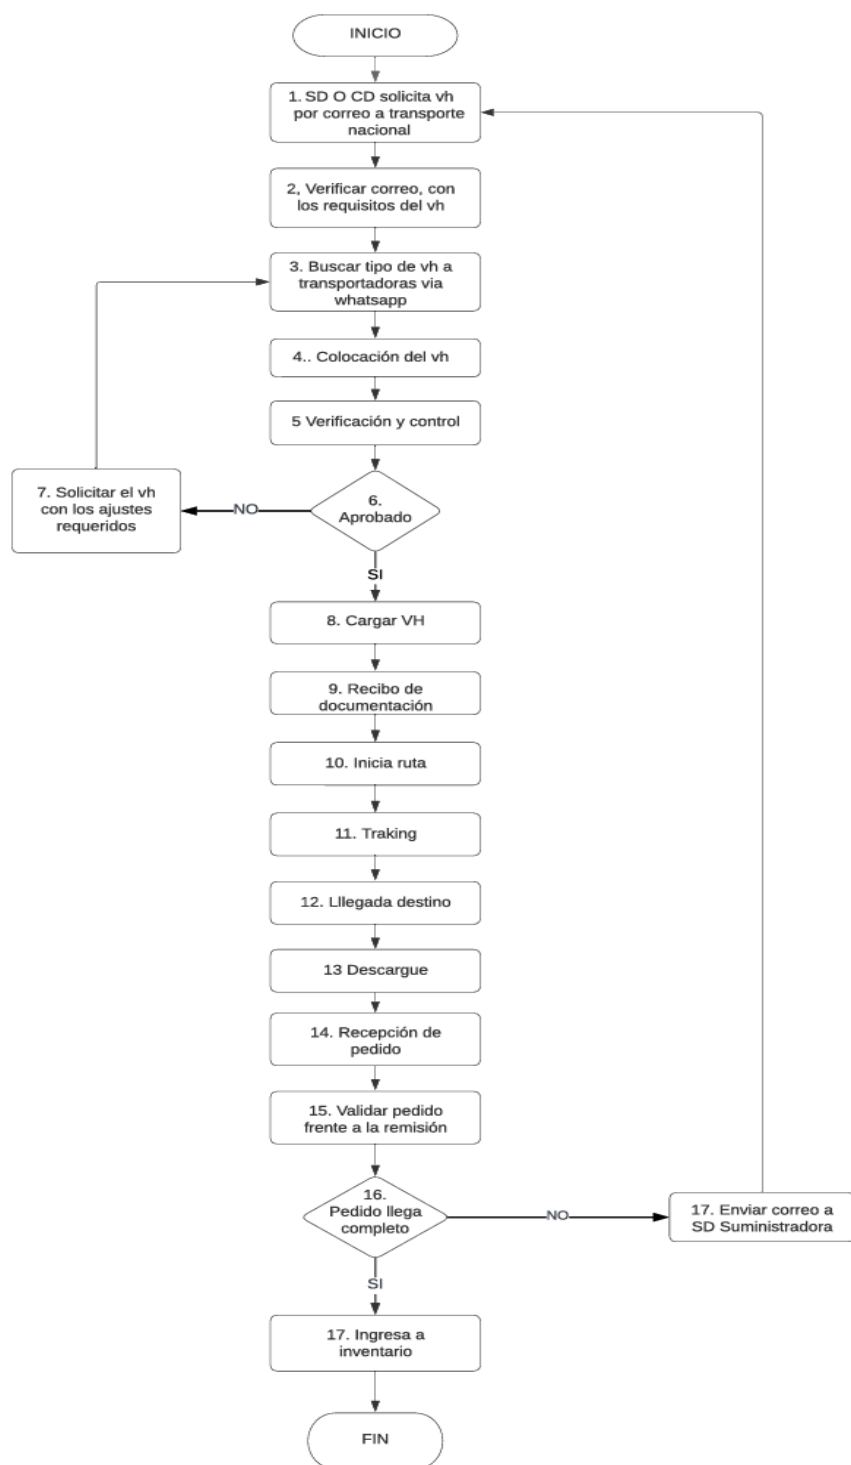 INICIO
1. SD O CD solicita vh
por correo a transporte
nacional
2, Verificar correo, con
los requisitos del vh
3. Buscar tipo de vh a
transportadoras via
whatsapp
4.. Colocación del vh
5 Verificación y control
6.
Aprobado
NO
7. Solicitar el vh
con los ajustes
requeridos
SI
8. Cargar VH
9. Recibo de
documentación
10. Inicia ruta
11. Traking
12. Lllegada destino
13 Descargue
14. Recepción de
pedido
15. Validar pedido
frente a la remisión
16.
Pedido llega
completo
NO
17. Enviar correo a
SD Suministradora
SI
17. Ingresa a
inventario
FIN